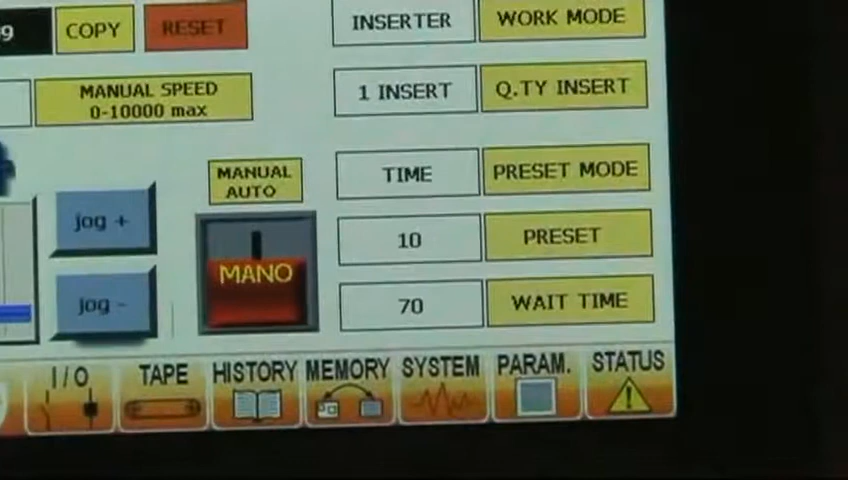 9
COPY
RESET
INSERTER
WORK MODE
MANUAL SPEED
0-10000 max
1 INSERT
Q.TY INSERT
MANUAL
AUTO
TIME
PRESET MODE
jog +
MANO
10
PRESET
jog -
70
WAIT TIME
I/O
TAPE
HISTORY
MEMORY
SYSTEM
PARAM.
STATUS